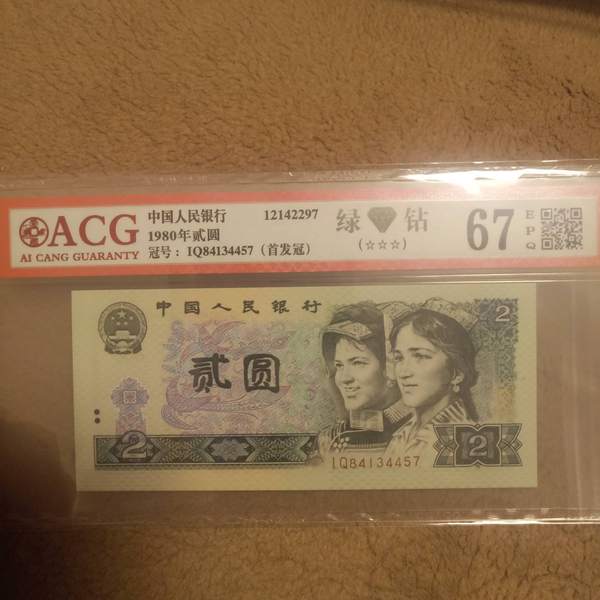 ACG
AI CANG GUARANTY
中国人民银行 12142297
1980年贰圆
冠号：IQ84134457（首发冠）
绿 钻
(☆☆☆)
67
EPQ
中国人民银行
2
贰圆
2
2
IQ84134457